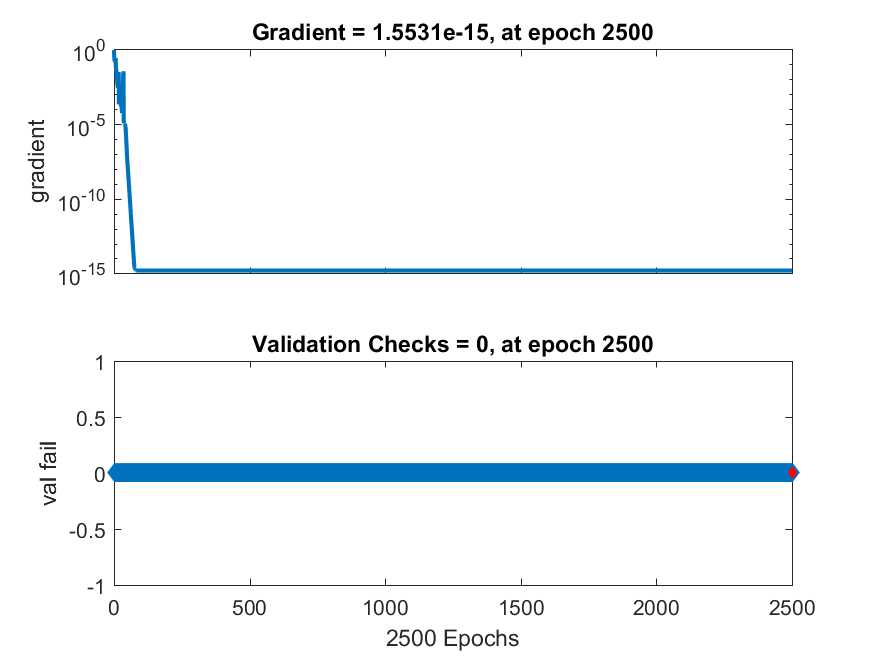 Gradient = 1.5531e-15, at epoch 2500
10^0
10^-5
10^-10
10^-15
gradient
Validation Checks = 0, at epoch 2500
1
0.5
0
-0.5
-1
val fail
0 500 1000 1500 2000 2500
2500 Epochs